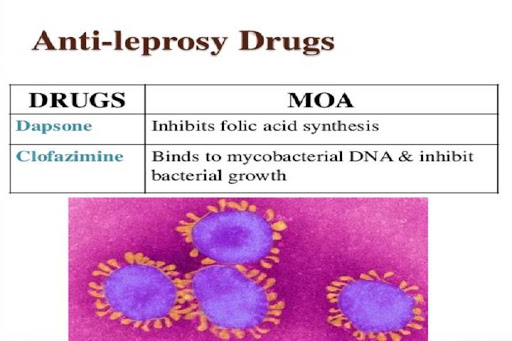 Anti-leprosy Drugs
DRUGS MOA
Dapsone Inhibits folic acid synthesis
Clofazimine Binds to mycobacterial DNA & inhibit
bacterial growth